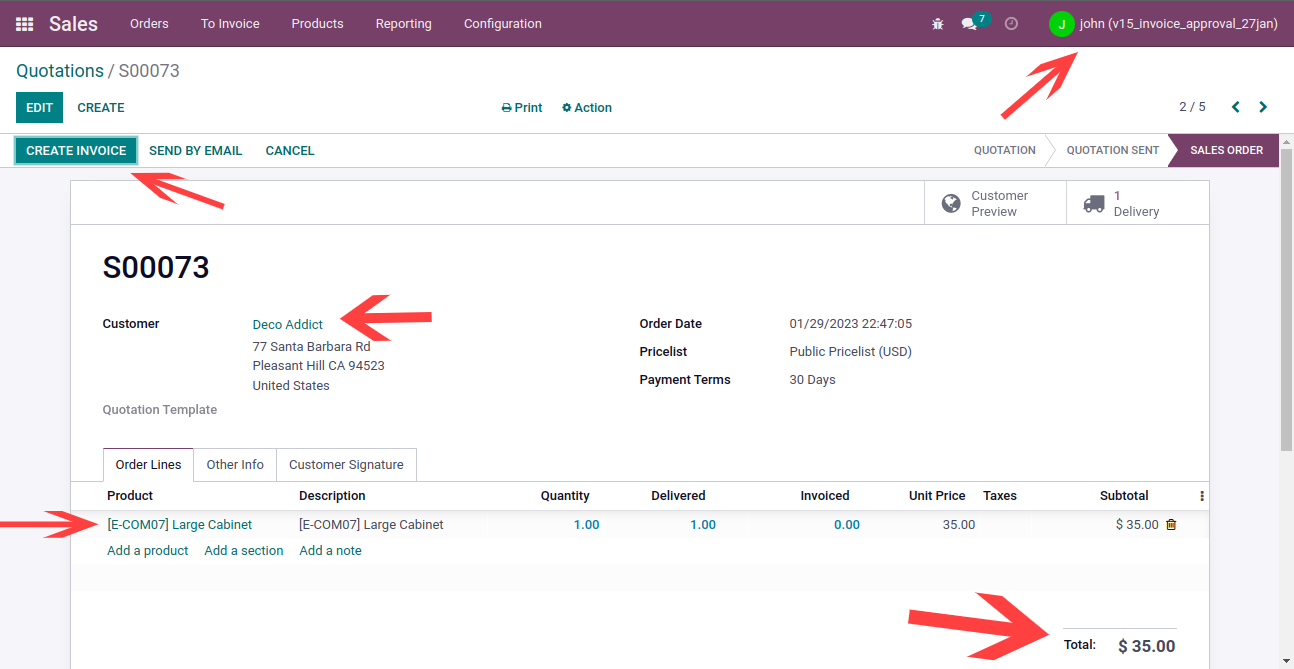 Sales Orders To Invoice Products Reporting Configuration 7 J john (v15_invoice_approval_27jan)
Quotations / S00073
EDIT CREATE Print Action 2 / 5
CREATE INVOICE SEND BY EMAIL CANCEL QUOTATION QUOTATION SENT SALES ORDER
Customer Preview 1 Delivery
S00073
Customer Deco Addict Order Date 01/29/2023 22:47:05
77 Santa Barbara Rd Pricelist Public Pricelist (USD)
Pleasant Hill CA 94523
United States Payment Terms 30 Days
Quotation Template
Order Lines Other Info Customer Signature
Product Description Quantity Delivered Invoiced Unit Price Taxes Subtotal
[E-COM07] Large Cabinet [E-COM07] Large Cabinet 1.00 1.00 0.00 35.00 $ 35.00
Add a product Add a section Add a note
Total: $ 35.00